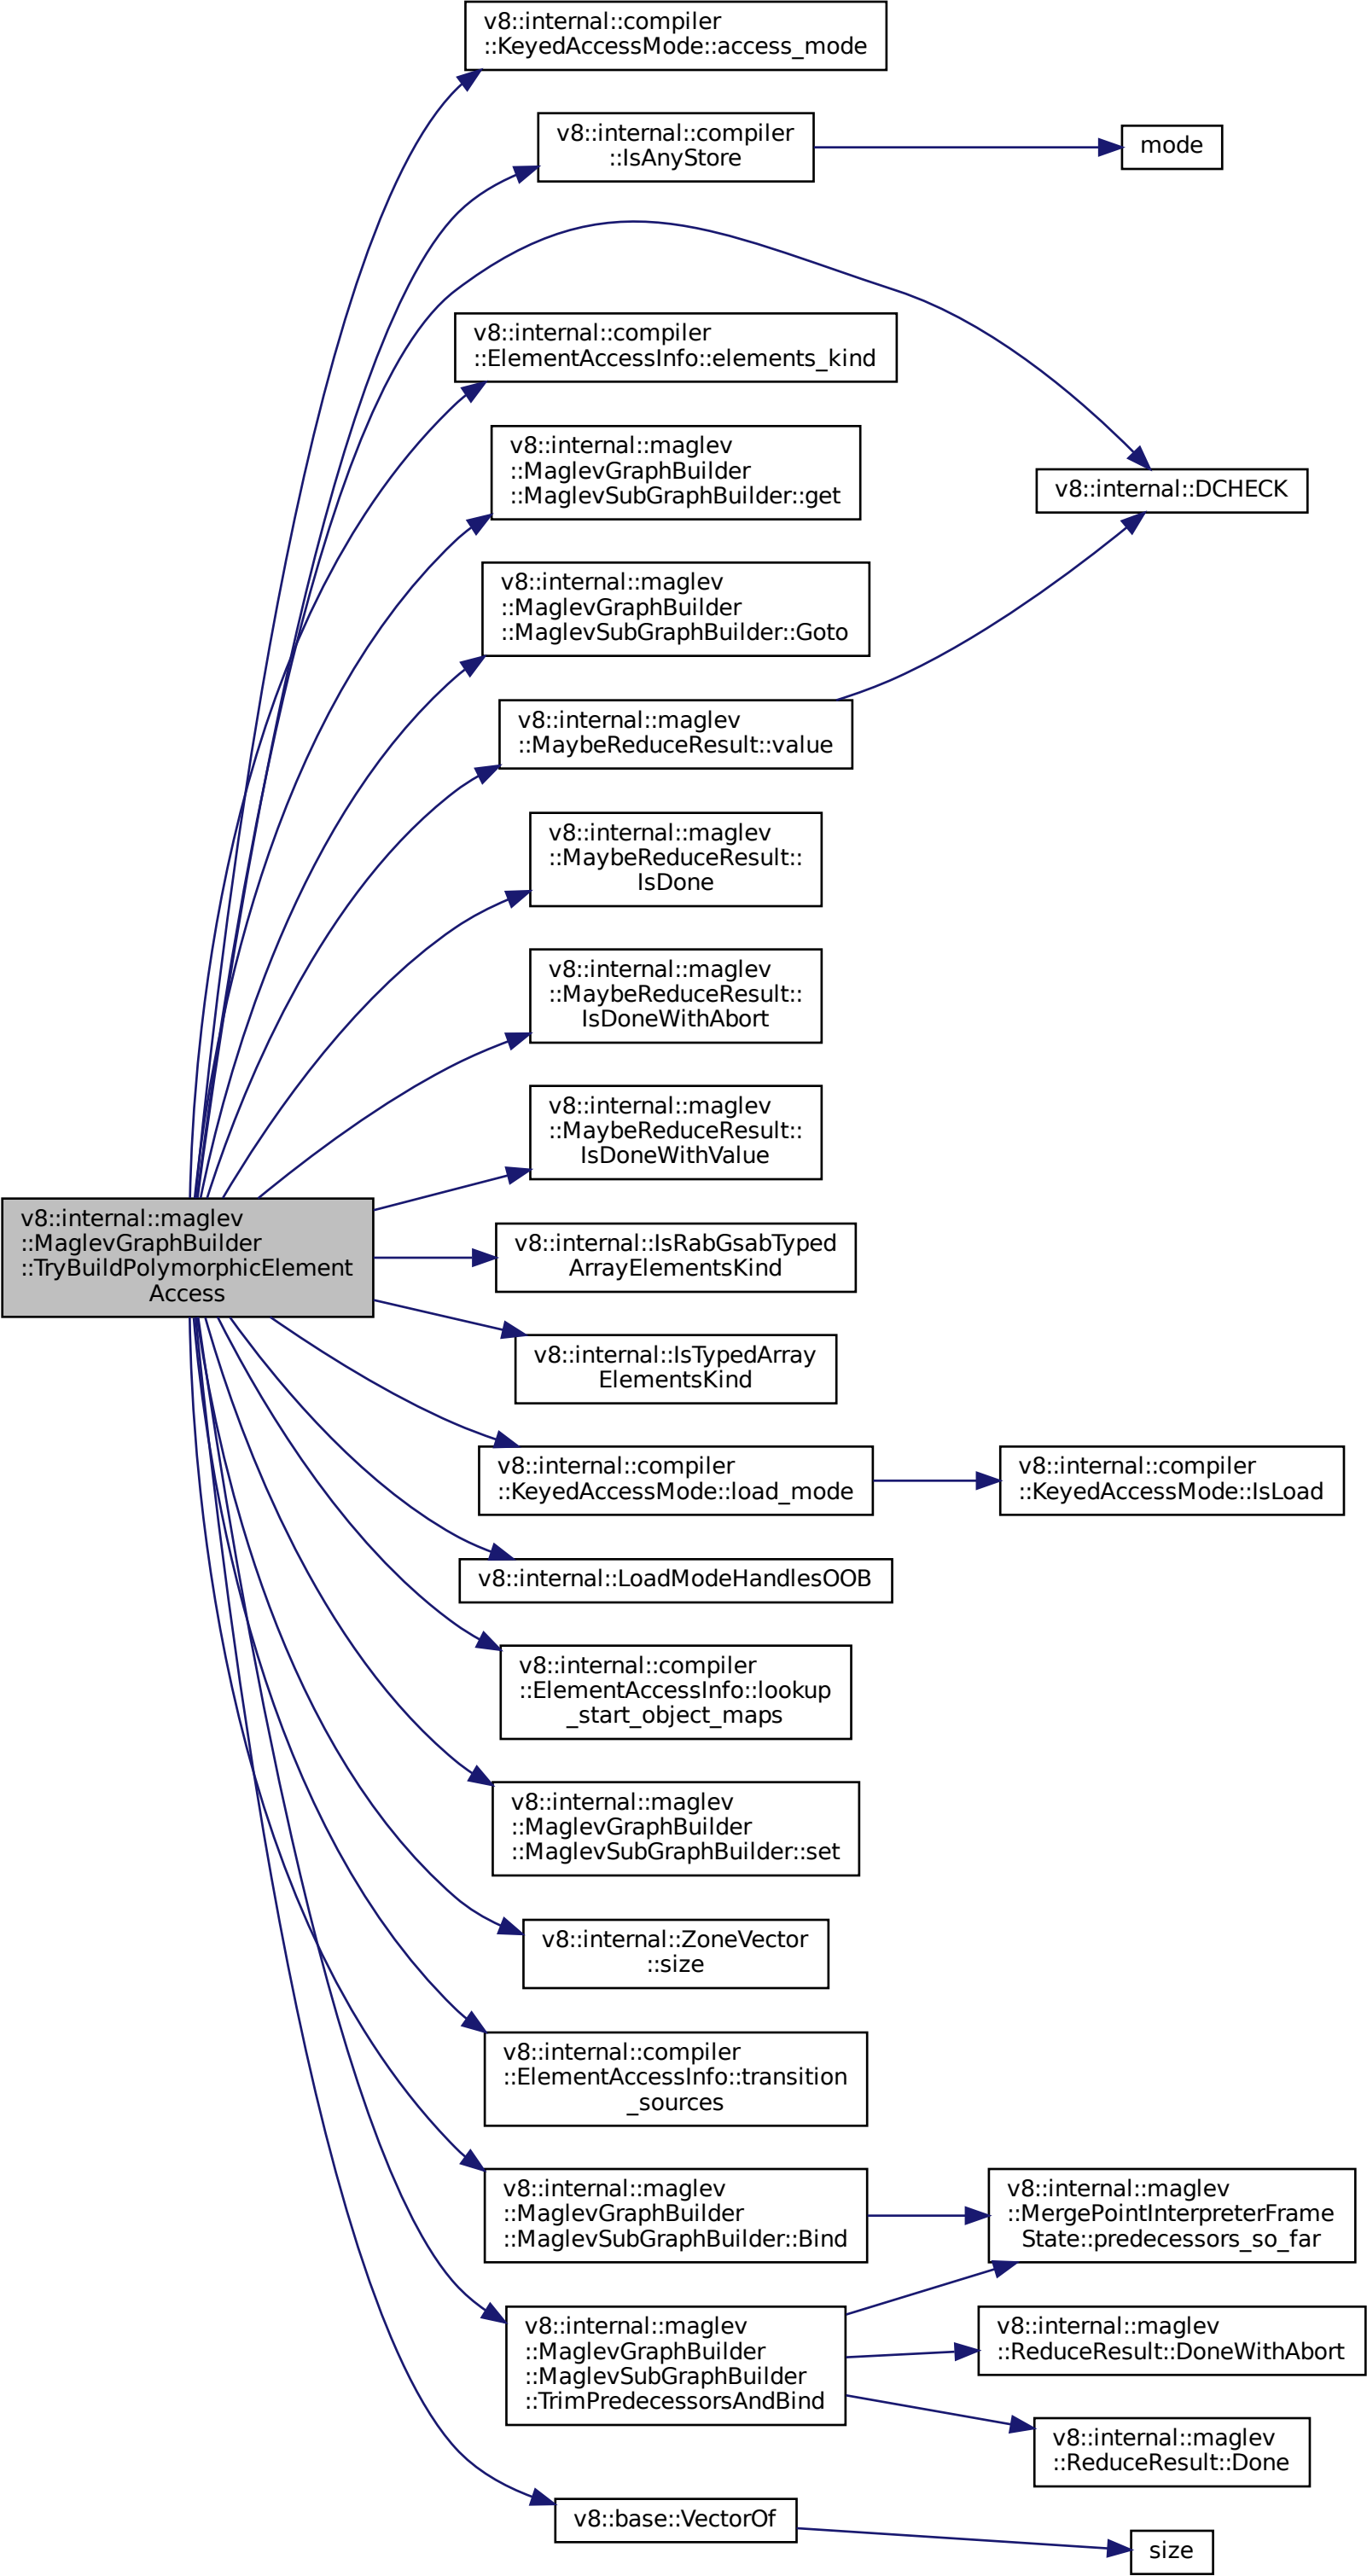 v8::internal::compiler
::KeyedAccessMode::access_mode
v8::internal::compiler
::IsAnyStore
mode
v8::internal::compiler
::ElementAccessInfo::elements_kind
v8::internal::maglev
::MaglevGraphBuilder
::MaglevSubGraphBuilder::get
v8::internal::DCHECK
v8::internal::maglev
::MaglevGraphBuilder
::MaglevSubGraphBuilder::Goto
v8::internal::maglev
::MaybeReduceResult::value
v8::internal::maglev
::MaybeReduceResult::
IsDone
v8::internal::maglev
::MaybeReduceResult::
IsDoneWithAbort
v8::internal::maglev
::MaybeReduceResult::
IsDoneWithValue
v8::internal::maglev
::MaglevGraphBuilder
::TryBuildPolymorphicElement
Access
v8::internal::IsRabGsabTyped
ArrayElementsKind
v8::internal::IsTypedArray
ElementsKind
v8::internal::compiler
::KeyedAccessMode::load_mode
v8::internal::compiler
::KeyedAccessMode::IsLoad
v8::internal::LoadModeHandlesOOB
v8::internal::compiler
::ElementAccessInfo::lookup
_start_object_maps
v8::internal::maglev
::MaglevGraphBuilder
::MaglevSubGraphBuilder::set
v8::internal::ZoneVector
::size
v8::internal::compiler
::ElementAccessInfo::transition
_sources
v8::internal::maglev
::MaglevGraphBuilder
::MaglevSubGraphBuilder::Bind
v8::internal::maglev
::MergePointInterpreterFrame
State::predecessors_so_far
v8::internal::maglev
::MaglevGraphBuilder
::MaglevSubGraphBuilder
::TrimPredecessorsAndBind
v8::internal::maglev
::ReduceResult::DoneWithAbort
v8::internal::maglev
::ReduceResult::Done
v8::base::VectorOf
size